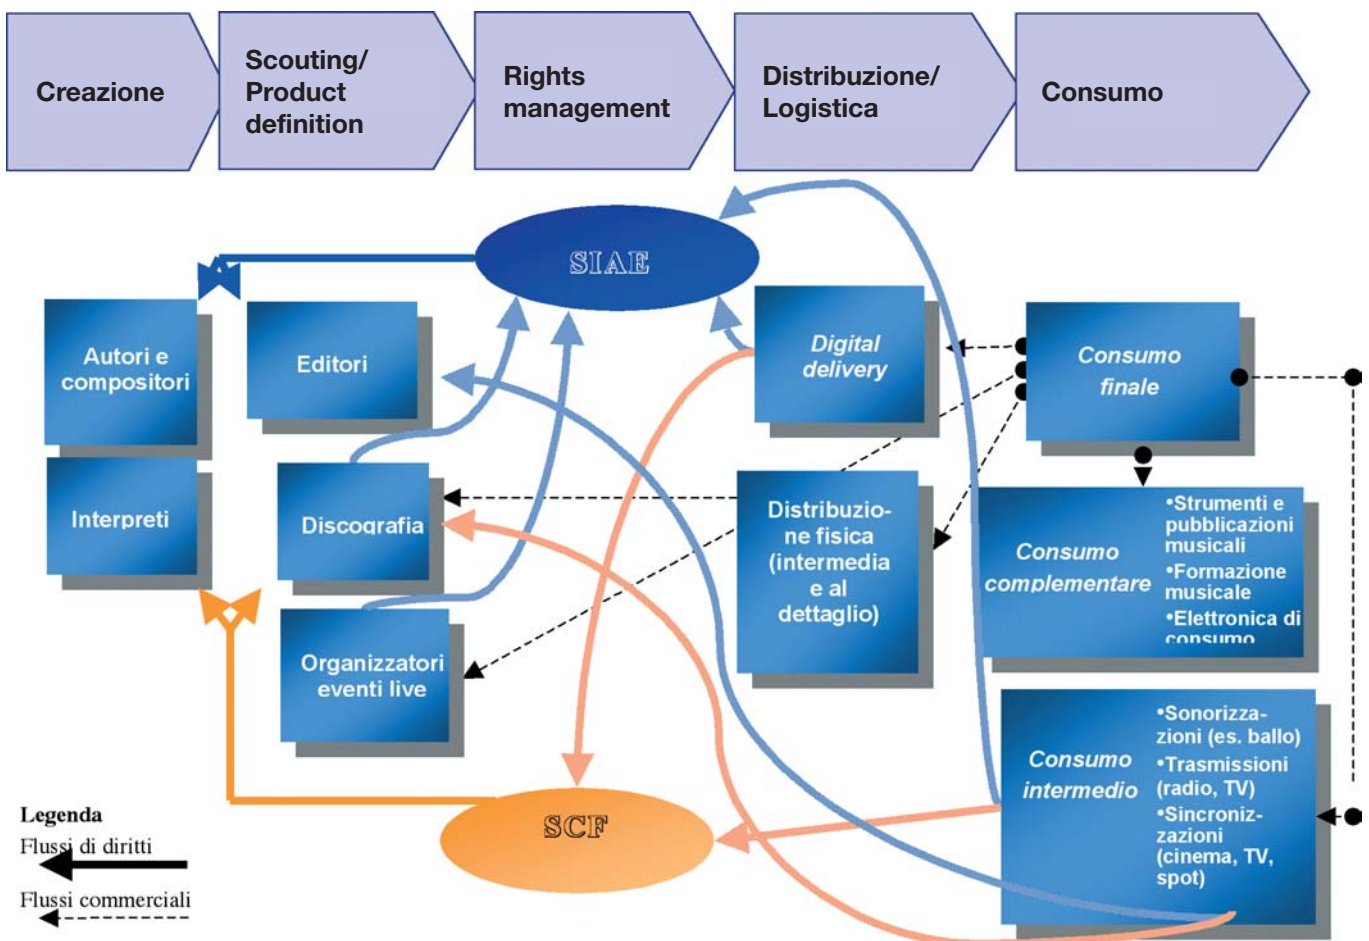 Creazione
Scouting/
Product
definition
Rights
management
Distribuzione/
Logistica
Consumo
SIAE
Autori e
compositori
Editori
Digital
delivery
Consumo
finale
Interpreti
Discografia
Distribuzio-
ne fisica
(intermedia
e al
dettaglio)
Consumo
complementare
•Strumenti e
pubblicazioni
musicali
•Formazione
musicale
•Elettronica di
consumo
Organizzatori
eventi live
Consumo
intermedio
•Sonorizza-
zioni (es. ballo)
•Trasmissioni
(radio, TV)
•Sincroniz-
zazioni
(cinema, TV,
spot)
SCF
Legenda
Flussi di diritti
Flussi commerciali